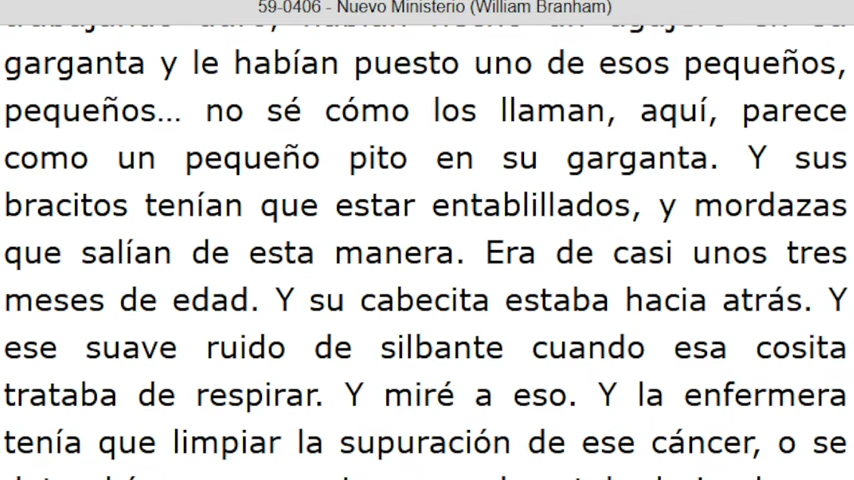 59-0406 - Nuevo Ministerio (William Branham)
garganta y le habían puesto uno de esos pequeños,
pequeños... no sé cómo los llaman, aquí, parece
como un pequeño pito en su garganta. Y sus
bracitos tenían que estar entablillados, y mordazas
que salían de esta manera. Era de casi unos tres
meses de edad. Y su cabecita estaba hacia atrás. Y
ese suave ruido de silbante cuando esa cosita
trataba de respirar. Y miré a eso. Y la enfermera
tenía que limpiar la supuración de ese cáncer, o se